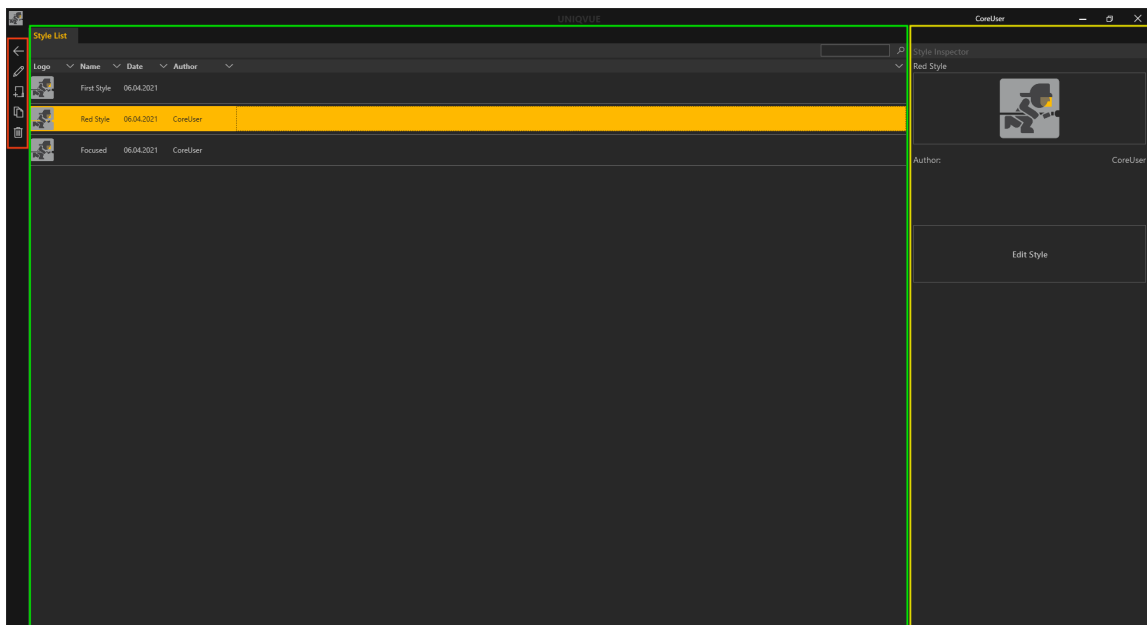 UNIQVUE
CoreUser
Style List
Style Inspector
Logo Name Date Author
Red Style
First Style 06.04.2021
Red Style 06.04.2021 CoreUser
Focused 06.04.2021 CoreUser
Author: CoreUser
Edit Style